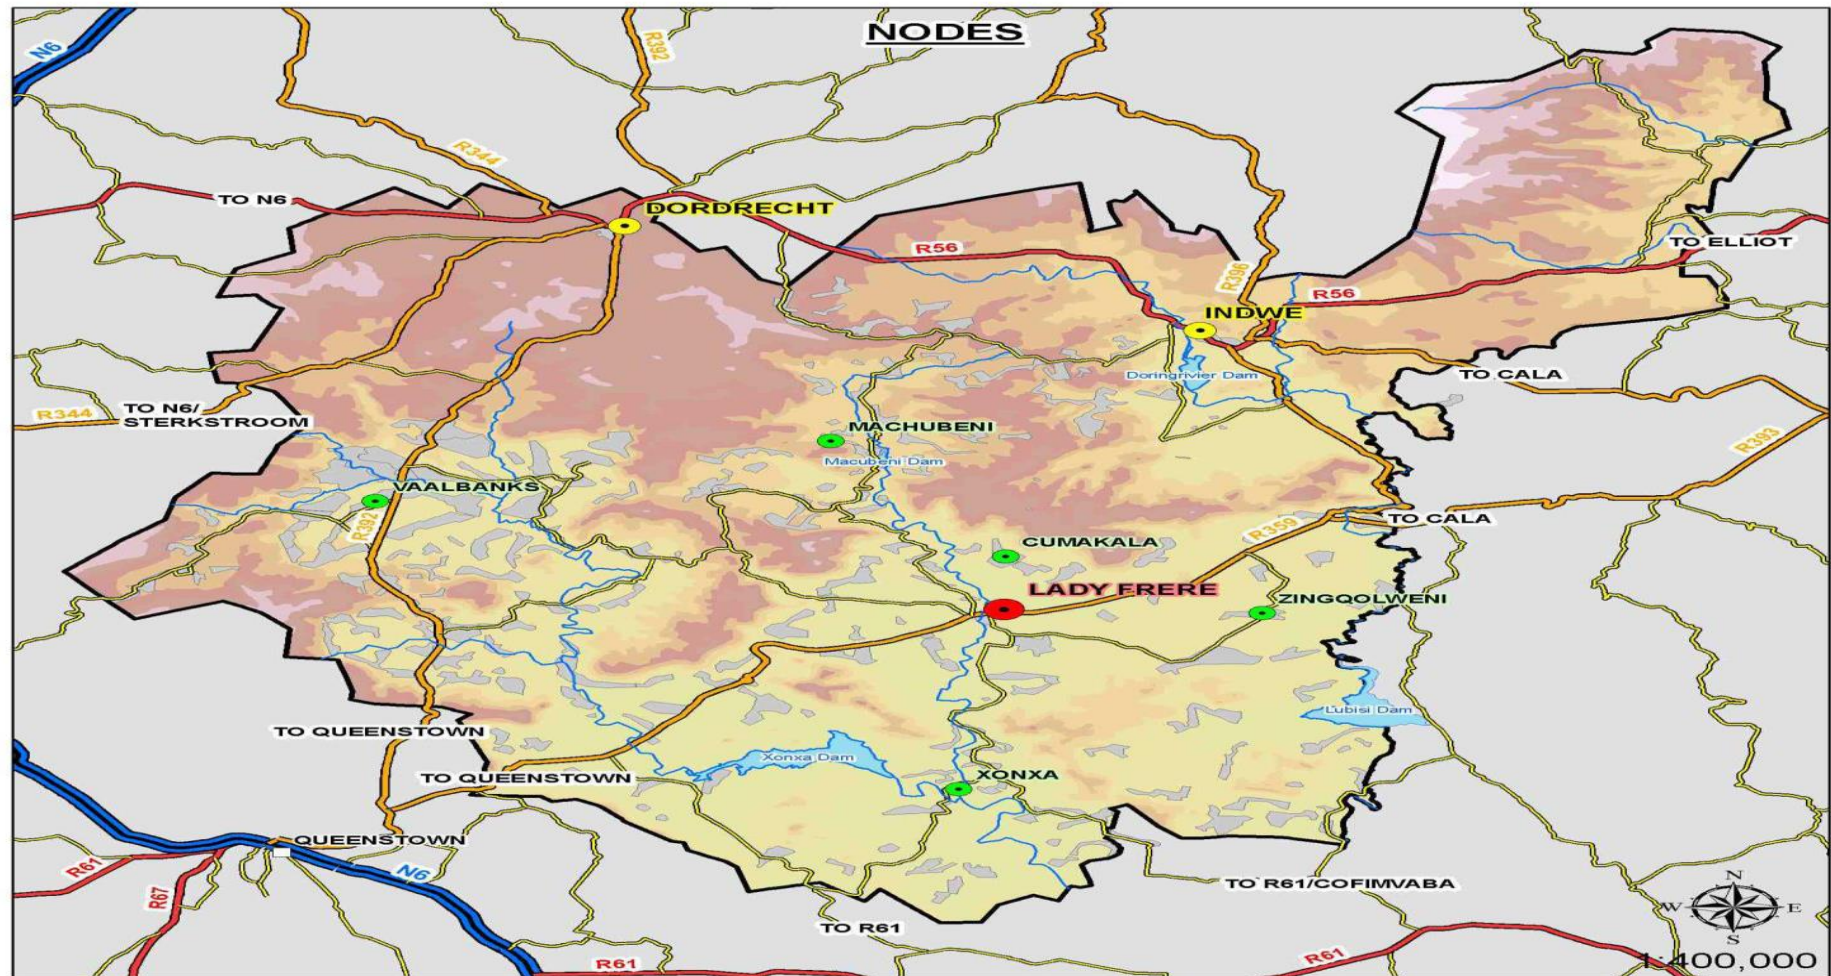 NODES
N6
R392
R344
TO N6
DORDRECHT
R56
TO ELLIOT
R396
R56
INDWE
Doringrivier Dam
TO CALA
R344
TO N6/
STERKSTROOM
MACHUBENI
R393
Macubeni Dam
VAALBANKS
R392
TO CALA
R359
CUMAKALA
LADY FRERE
ZINGQOLWENI
Lubisi Dam
TO QUEENSTOWN
Xonxa Dam
TO QUEENSTOWN
XONXA
QUEENSTOWN
R61
N6
R67
TO R61/COFIMVABA
TO R61
N
W
E
S
R61
R61
1:400,000